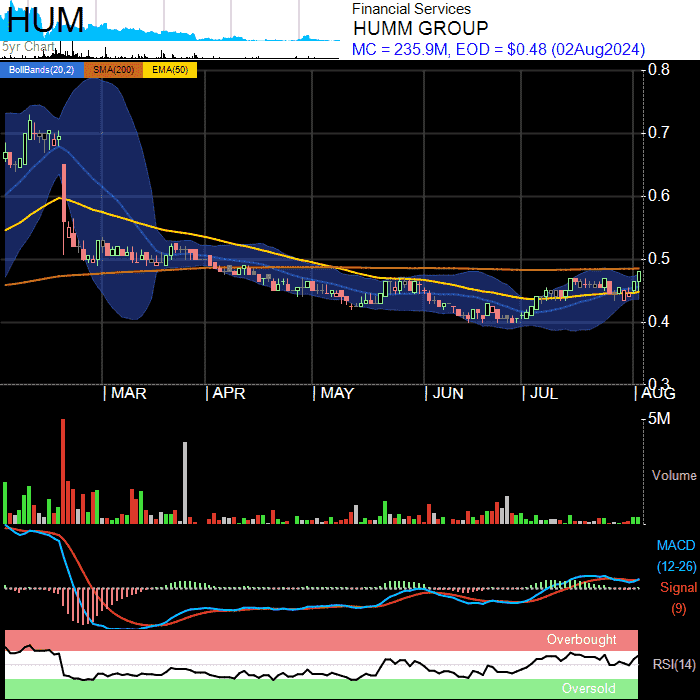 HUM
5yr Chart
Financial Services
HUMM GROUP
MC = 235.9M, EOD = $0.48 (02Aug2024)
BollBands(20,2) SMA(200) EMA(50)
0.8
0.7
0.6
0.5
0.4
0.3
MAR APR MAY JUN JUL AUG
5M
Volume
MACD
(12-26)
Signal
(9)
Overbought
RSI(14)
Oversold